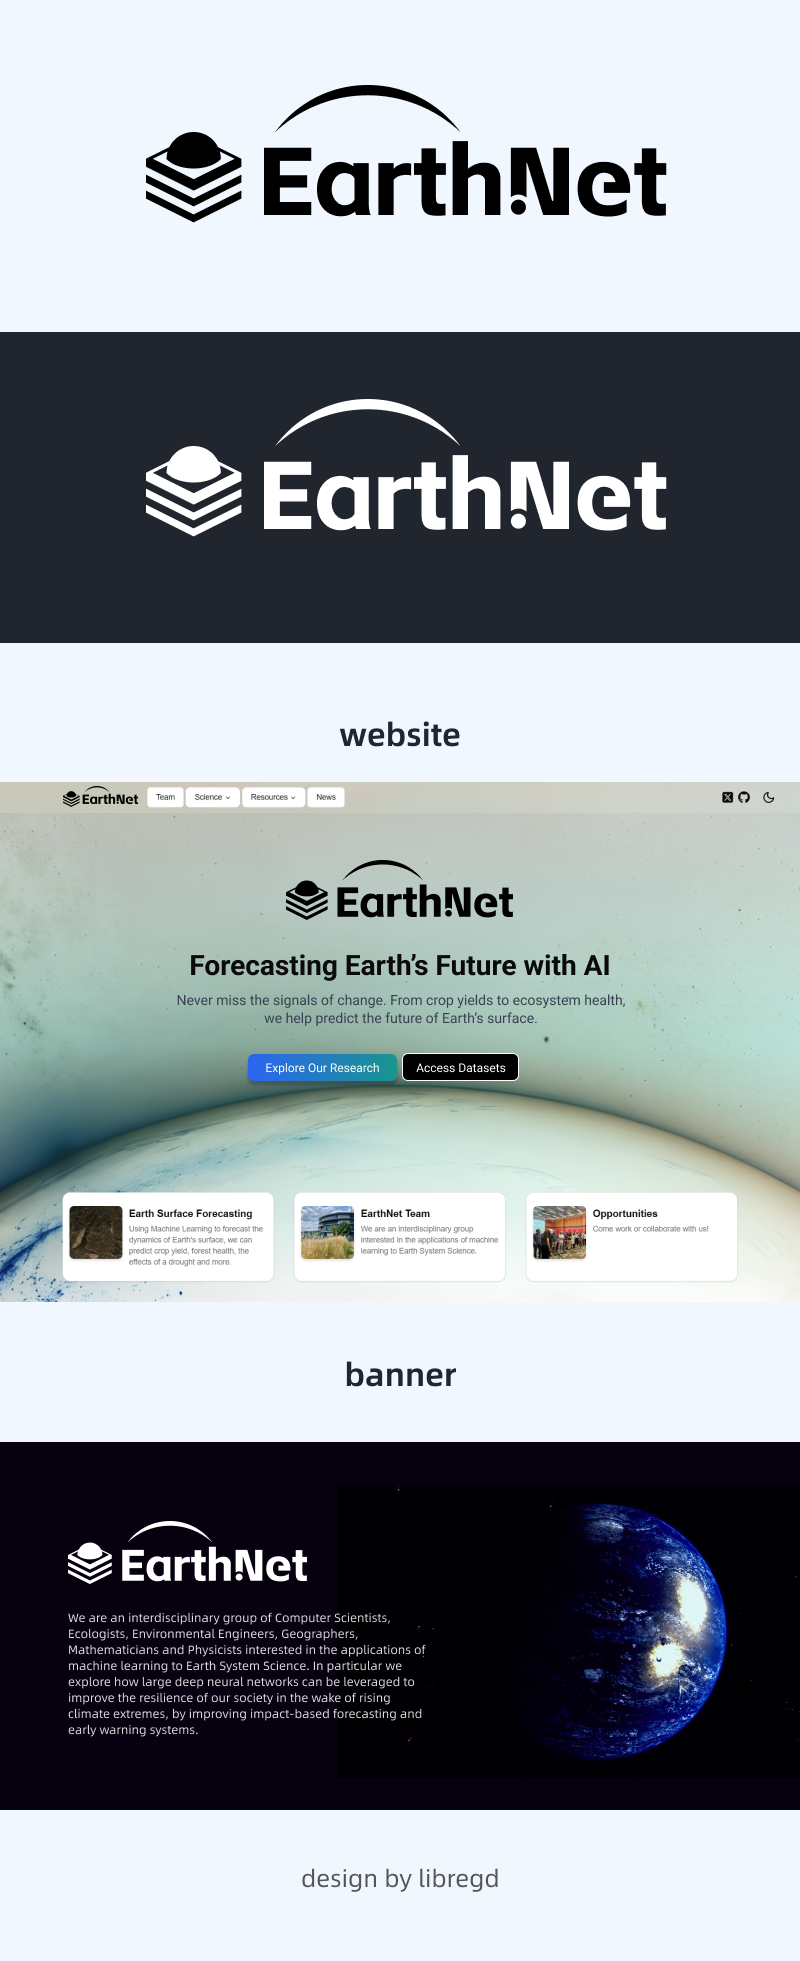 EarthNet
EarthNet
website
EarthNet
Team
Science
Resources
News
EarthNet
Forecasting Earth's Future with AI
Never miss the signals of change. From crop yields to ecosystem health,
we help predict the future of Earth's surface.
Explore Our Research
Access Datasets
Earth Surface Forecasting
Using Machine Learning to forecast the
dynamics of Earth's surface, we can
predict crop yield, forest health, the
effects of a drought and more.
EarthNet Team
We are an interdisciplinary group
interested in the applications of machine
learning to Earth System Science.
Opportunities
Come work or collaborate with us!
banner
EarthNet
We are an interdisciplinary group of Computer Scientists,
Ecologists, Environmental Engineers, Geographers,
Mathematicians and Physicists interested in the applications of
machine learning to Earth System Science. In particular we
explore how large deep neural networks can be leveraged to
improve the resilience of our society in the wake of rising
climate extremes, by improving impact-based forecasting and
early warning systems.
design by libregd